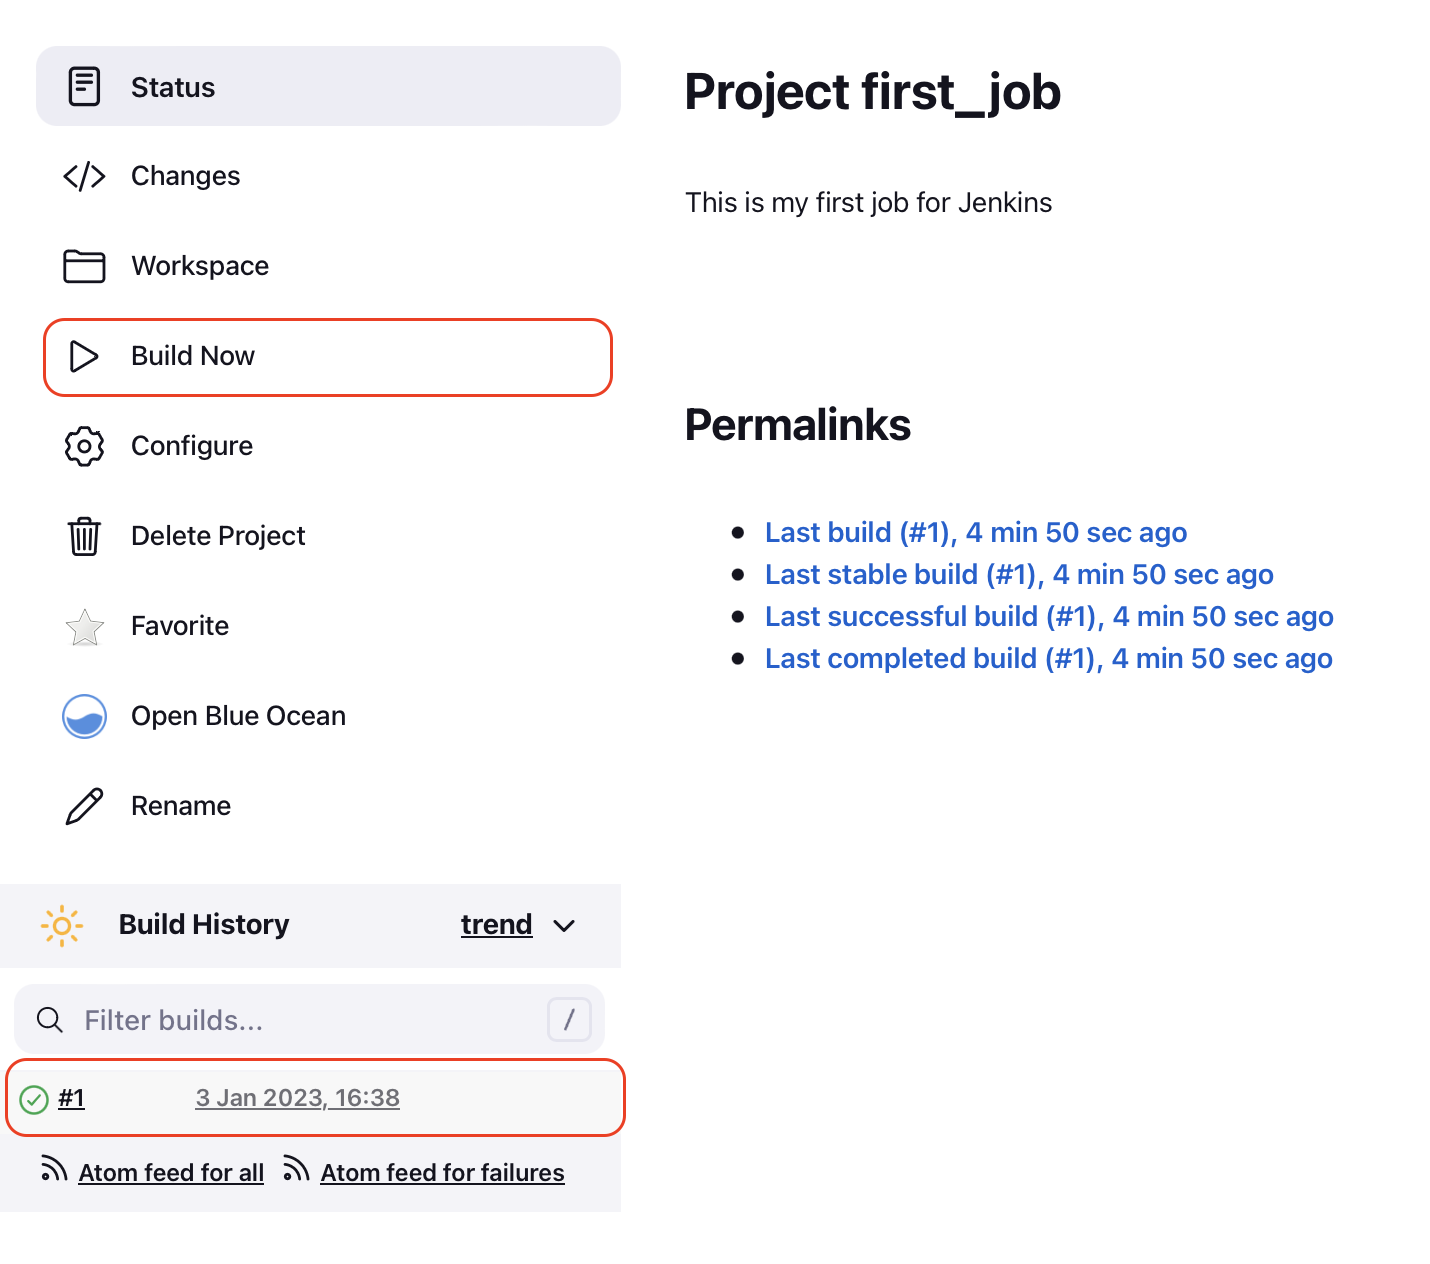 Status
Changes
Workspace
Build Now
Configure
Delete Project
Favorite
Open Blue Ocean
Rename
Build History trend
Filter builds... /
#1 3 Jan 2023, 16:38
Atom feed for all Atom feed for failures
Project first_job
This is my first job for Jenkins
Permalinks
Last build (#1), 4 min 50 sec ago
Last stable build (#1), 4 min 50 sec ago
Last successful build (#1), 4 min 50 sec ago
Last completed build (#1), 4 min 50 sec ago